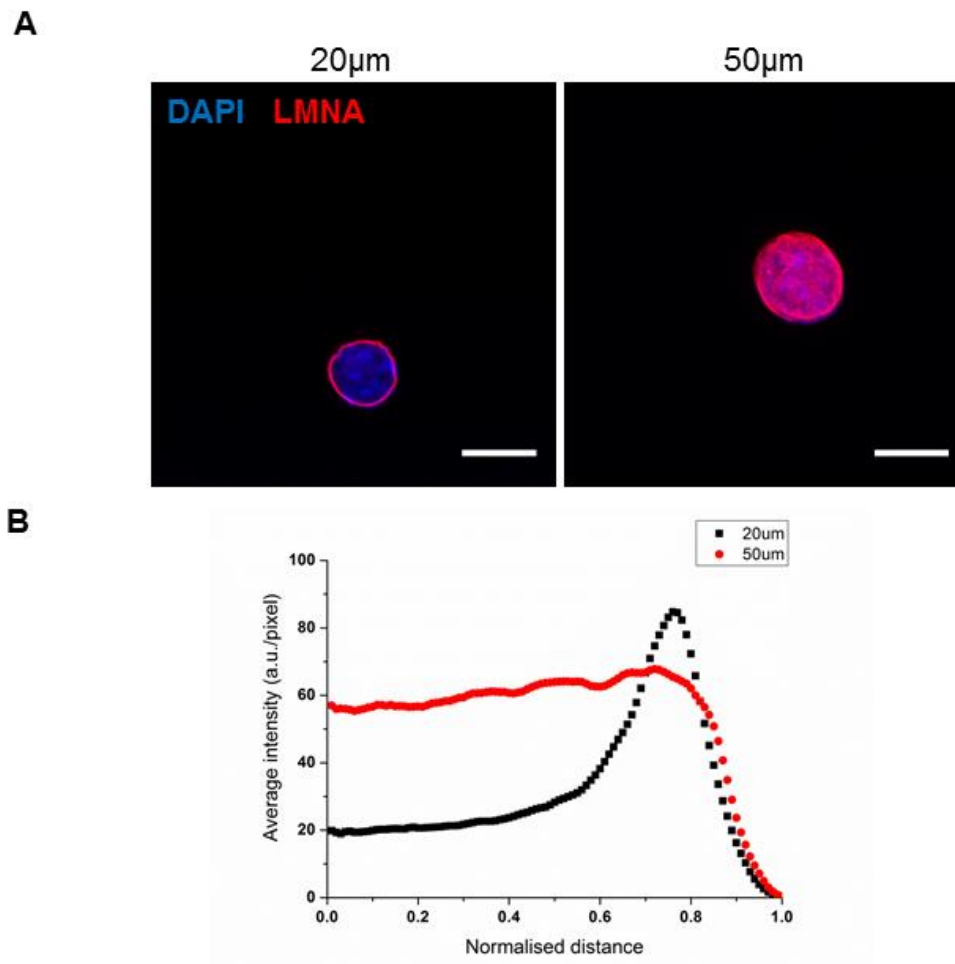 A
20µm 50µm
DAPI LMNA
B
20um
50um
100
80
60
40
20
0
Average intensity (a.u./pixel)
0.0 0.2 0.4 0.6 0.8 1.0
Normalised distance